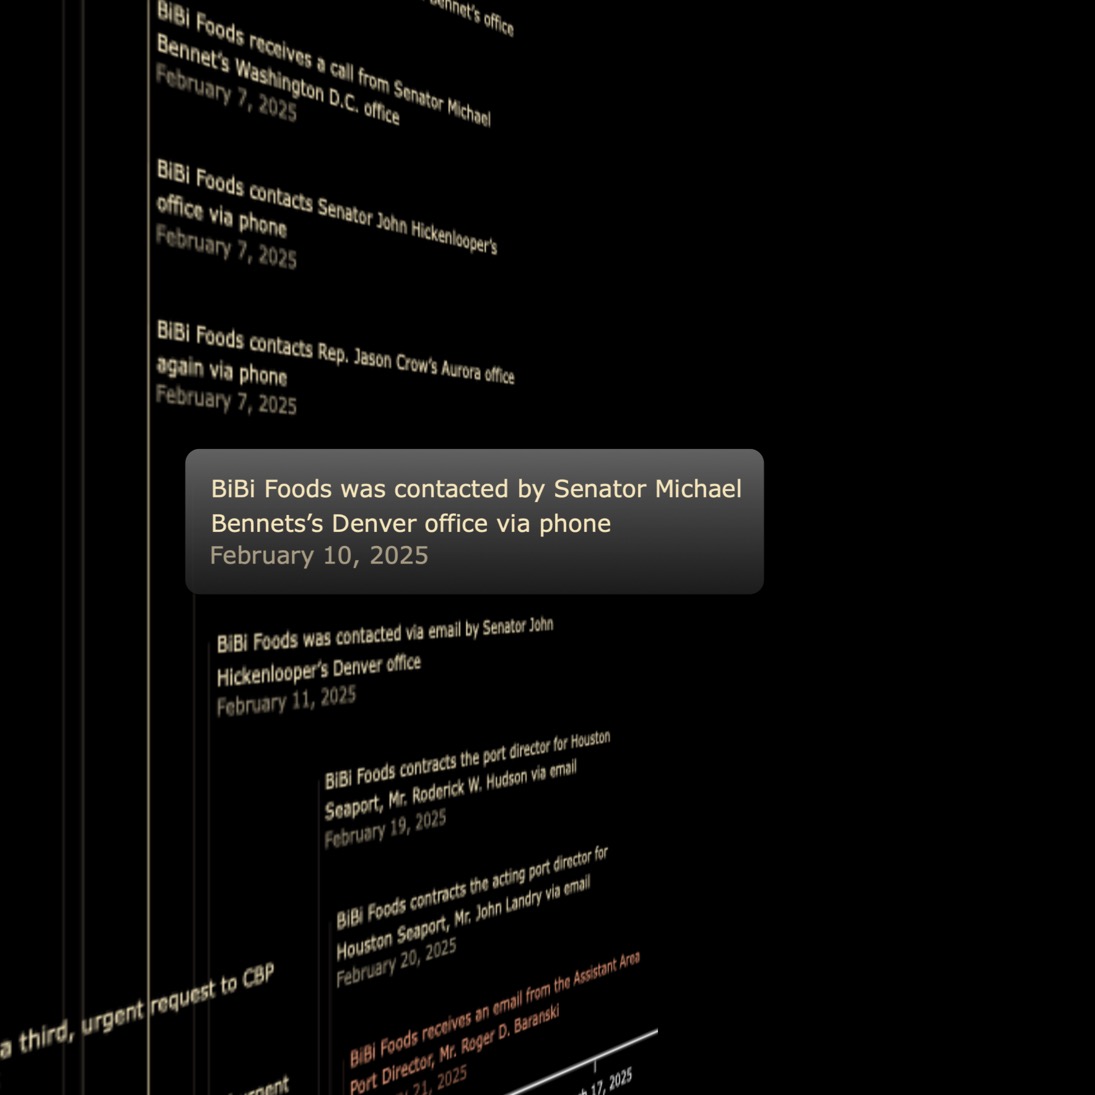 Bennet's office
BiBi Foods receives a call from Senator Michael
Bennet's Washington D.C. office
February 7, 2025
BiBi Foods contacts Senator John Hickenlooper's
office via phone
February 7, 2025
BiBi Foods contacts Rep. Jason Crow's Aurora office
again via phone
February 7, 2025
BiBi Foods was contacted by Senator Michael
Bennets’s Denver office via phone
February 10, 2025
BiBi Foods was contacted via email by Senator John
Hickenlooper's Denver office
February 11, 2025
BiBi Foods contracts the port director for Houston
Seaport, Mr. Roderick W. Hudson via email
February 19, 2025
BiBi Foods contracts the acting port director for
Houston Seaport, Mr. John Landry via email
February 20, 2025
a third, urgent request to CBP
BiBi Foods receives an email from the Assistant Area
Port Director, Mr. Roger D. Baranski
21, 2025
17, 2025